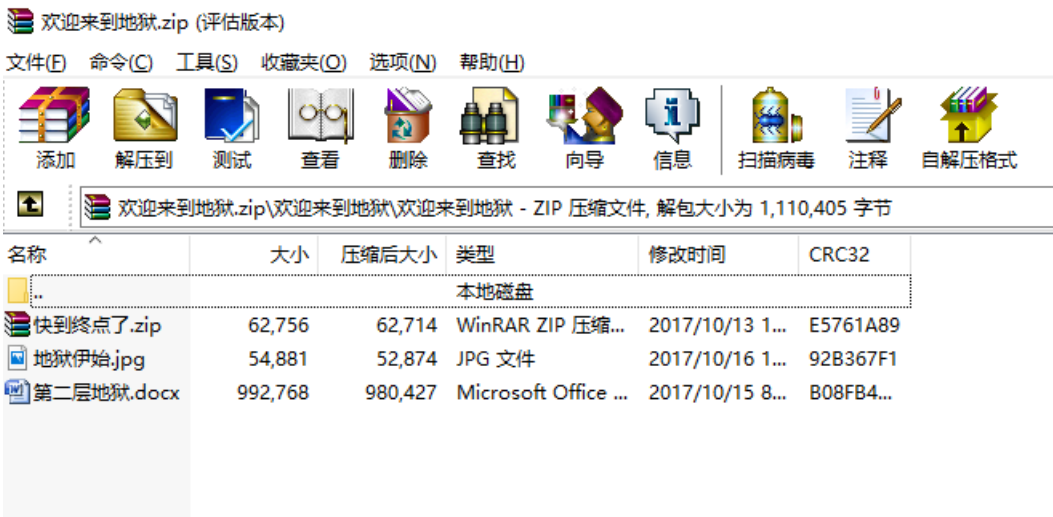 欢迎来到地狱.zip (评估版本)
文件(F) 命令(C) 工具(S) 收藏夹(O) 选项(N) 帮助(H)
添加 解压到 测试 查看 删除 查找 向导 信息 扫描病毒 注释 自解压格式
欢迎来到地狱.zip\欢迎来到地狱\欢迎来到地狱 - ZIP 压缩文件, 解包大小为 1,110,405 字节
名称 大小 压缩后大小 类型 修改时间 CRC32
.. 本地磁盘
快到终点了.zip 62,756 62,714 WinRAR ZIP 压缩... 2017/10/13 1... E5761A89
地狱伊始.jpg 54,881 52,874 JPG 文件 2017/10/16 1... 92B367F1
第二层地狱.docx 992,768 980,427 Microsoft Office ... 2017/10/15 8... B08FB4...